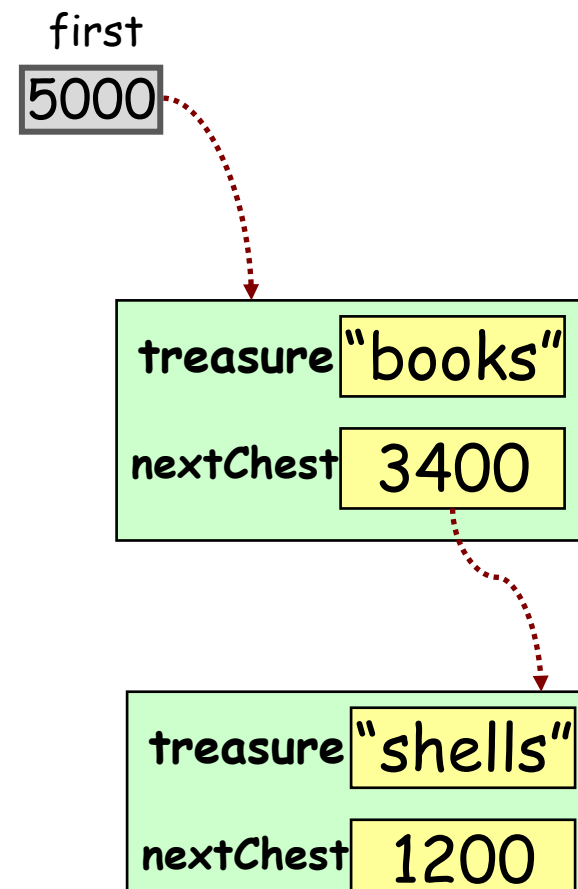 first
5000
treasure “books”
nextChest 3400
treasure “shells”
nextChest 1200